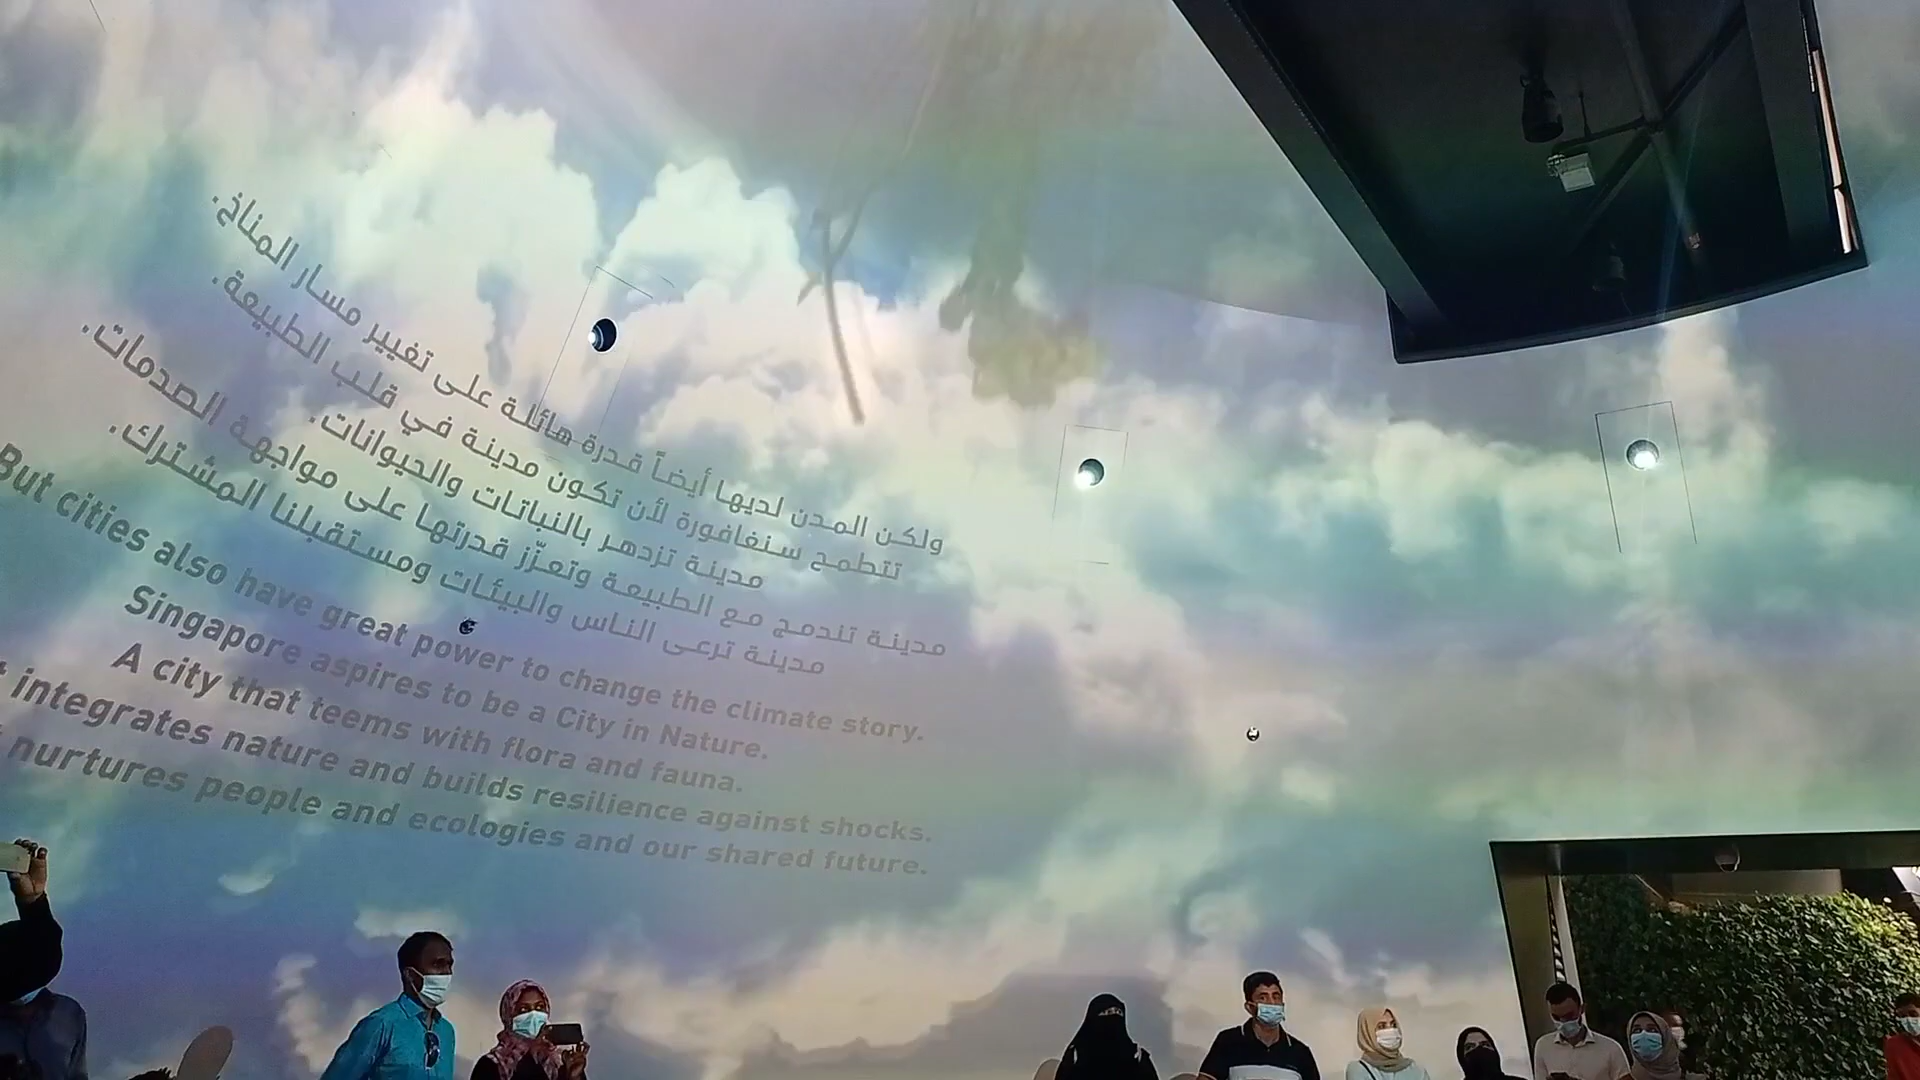 ولكن المدن لديها أيضاً قدرة هائلة على تغيير مسار المناخ.
تتطمح سنغافورة لأن تكون مدينة في قلب الطبيعة.
مدينة تزدهر بالنباتات والحيوانات.
مدينة تندمج مع الطبيعة وتعزّز قدرتها على مواجهة الصدمات.
مدينة ترعى الناس والبيئات ومستقبلنا المشترك.
But cities also have great power to change the climate story.
Singapore aspires to be a City in Nature.
A city that teems with flora and fauna.
integrates nature and builds resilience against shocks.
nurtures people and ecologies and our shared future.